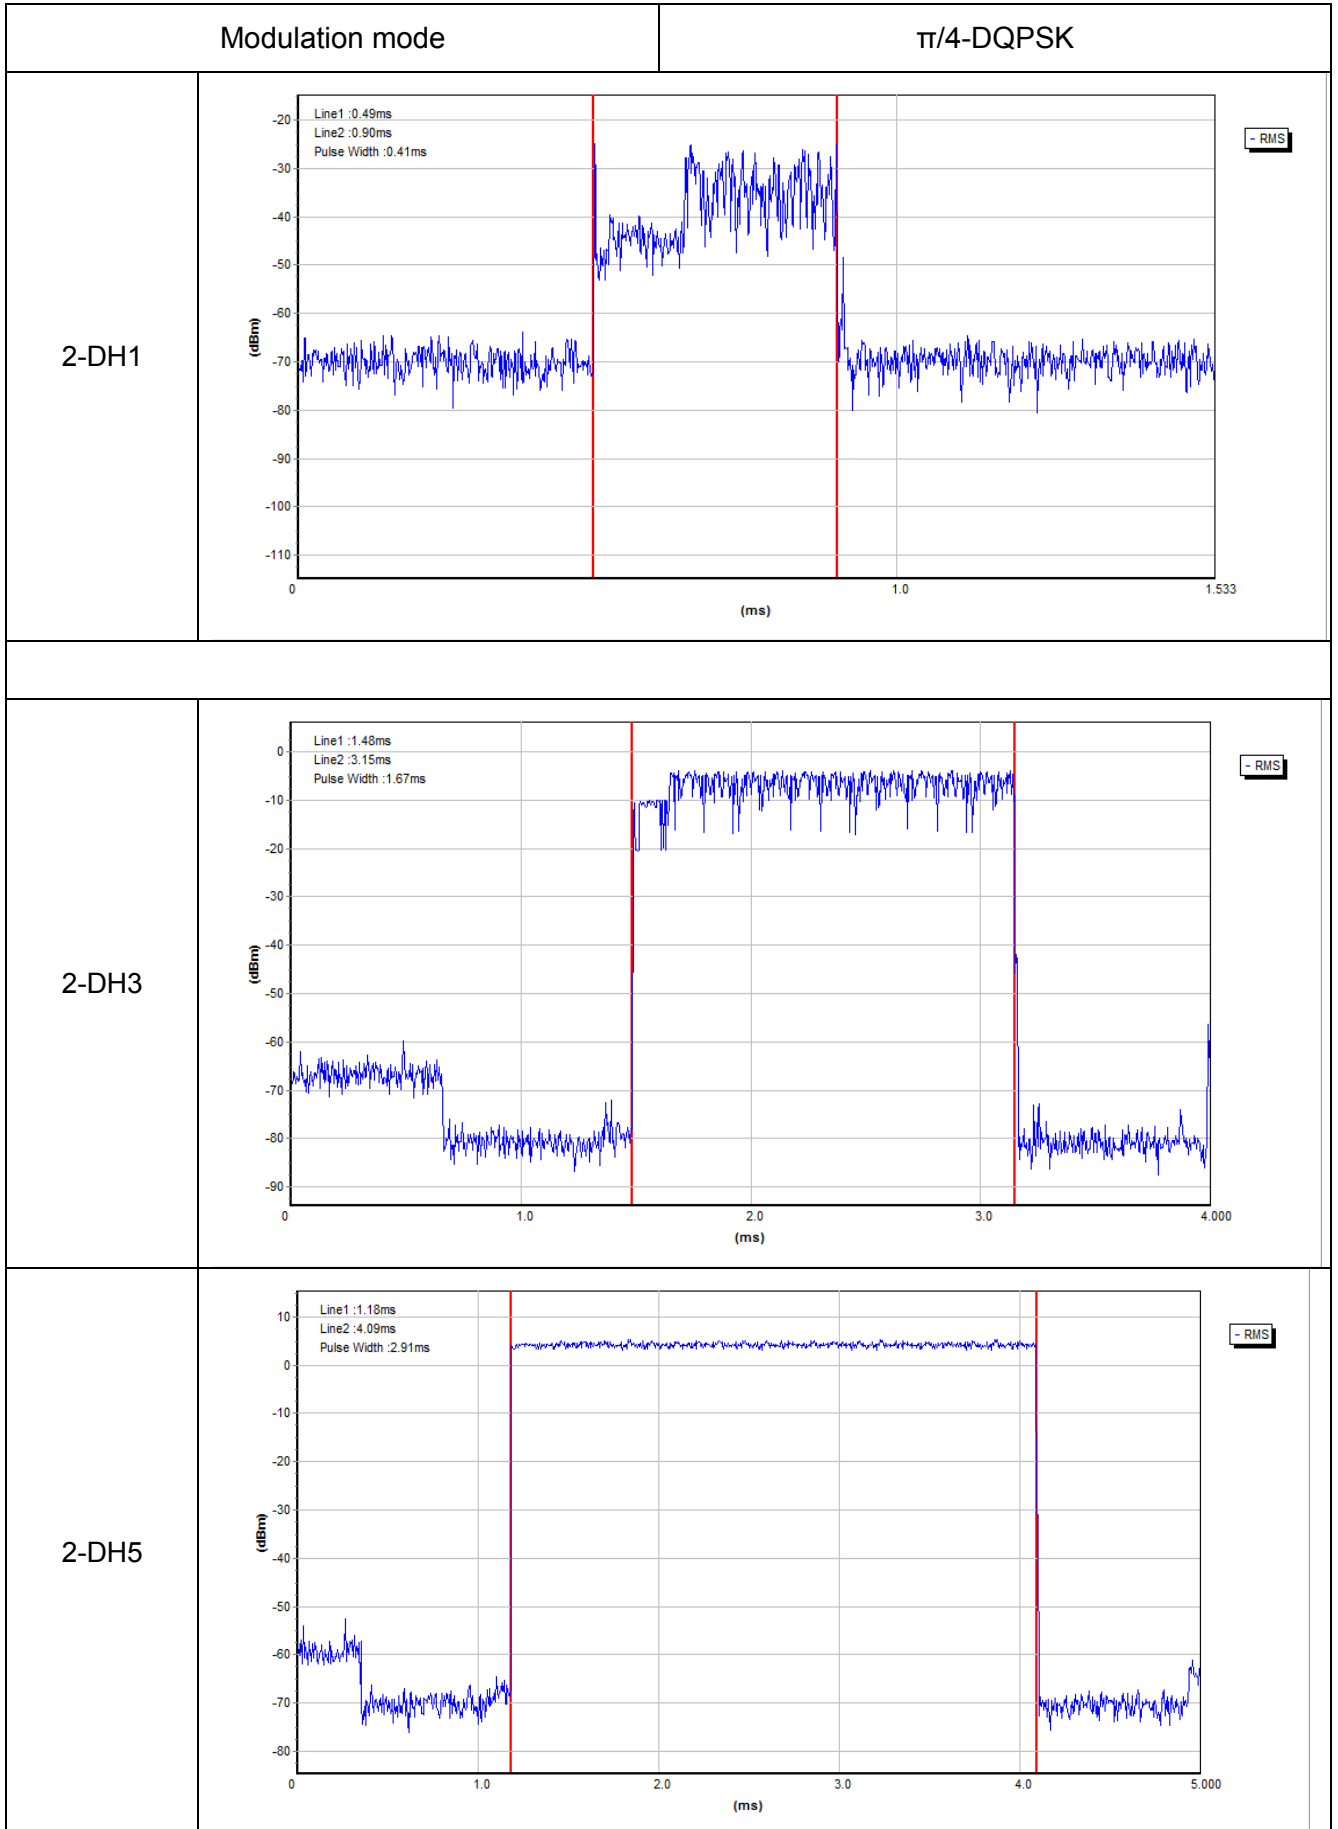 Modulation mode π/4-DQPSK
2-DH1
Line1 :0.49ms
Line2 :0.90ms
Pulse Width :0.41ms
- RMS
-20
-30
-40
-50
-60
-70
-80
-90
-100
-110
(dBm)
0 1.0 1.533
(ms)
2-DH3
Line1 :1.48ms
Line2 :3.15ms
Pulse Width :1.67ms
- RMS
0
-10
-20
-30
-40
-50
-60
-70
-80
-90
(dBm)
0 1.0 2.0 3.0 4.000
(ms)
2-DH5
Line1 :1.18ms
Line2 :4.09ms
Pulse Width :2.91ms
- RMS
10
0
-10
-20
-30
-40
-50
-60
-70
-80
(dBm)
0 1.0 2.0 3.0 4.0 5.000
(ms)